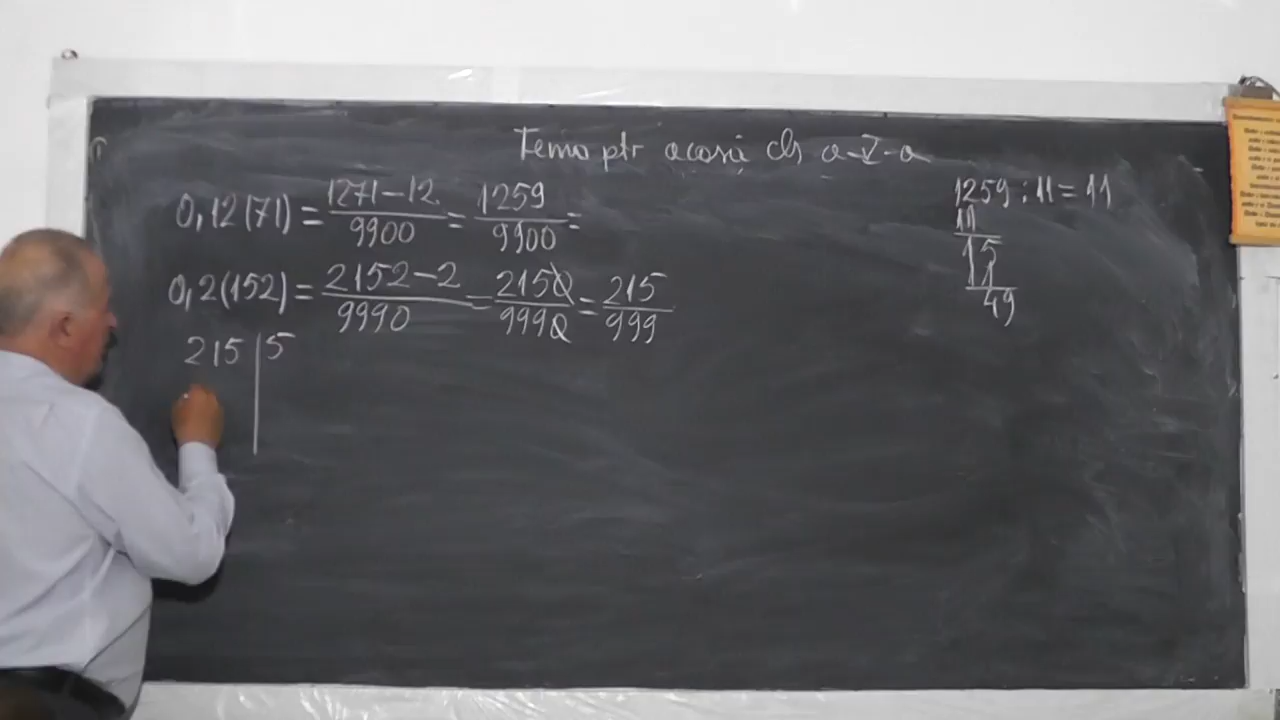 Temă ptr acasă cls a-V-a
0,12(71) = 1271-12 / 9900 = 1259 / 9900 =
0,2(152) = 2152-2 / 9990 = 2150 / 9990 = 215 / 999
215 | 5
1259 : 11 = 11
11
15
11
49